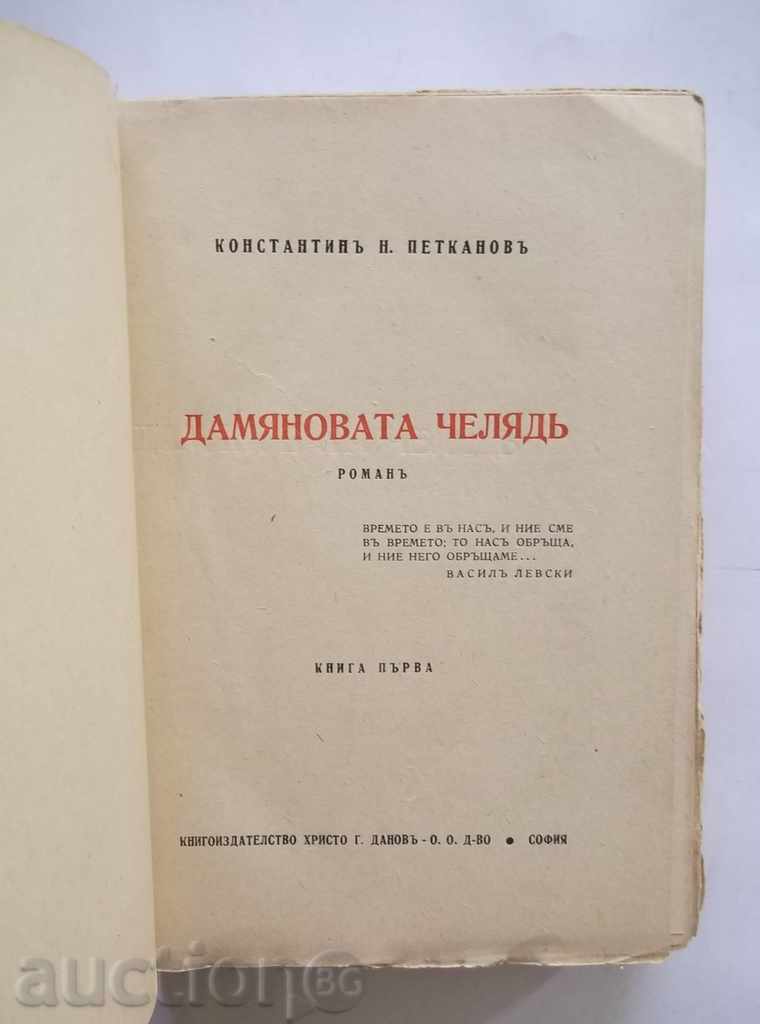 КОНСТАНТИНЪ Н. ПЕТКАНОВЪ
ДАМЯНОВАТА ЧЕЛЯДЬ
РОМАНЪ
ВРЕМЕТО Е ВЪ НАСЪ, И НИЕ СМЕ
ВЪ ВРЕМЕТО; ТО НАСЪ ОБРЪЩА,
И НИЕ НЕГО ОБРЪЩАМЕ...
ВАСИЛЪ ЛЕВСКИ
КНИГА ПЪРВА
КНИГОИЗДАТЕЛСТВО ХРИСТО Г. ДАНОВЪ - О. О. Д-ВО ● СОФИЯ
auction BG